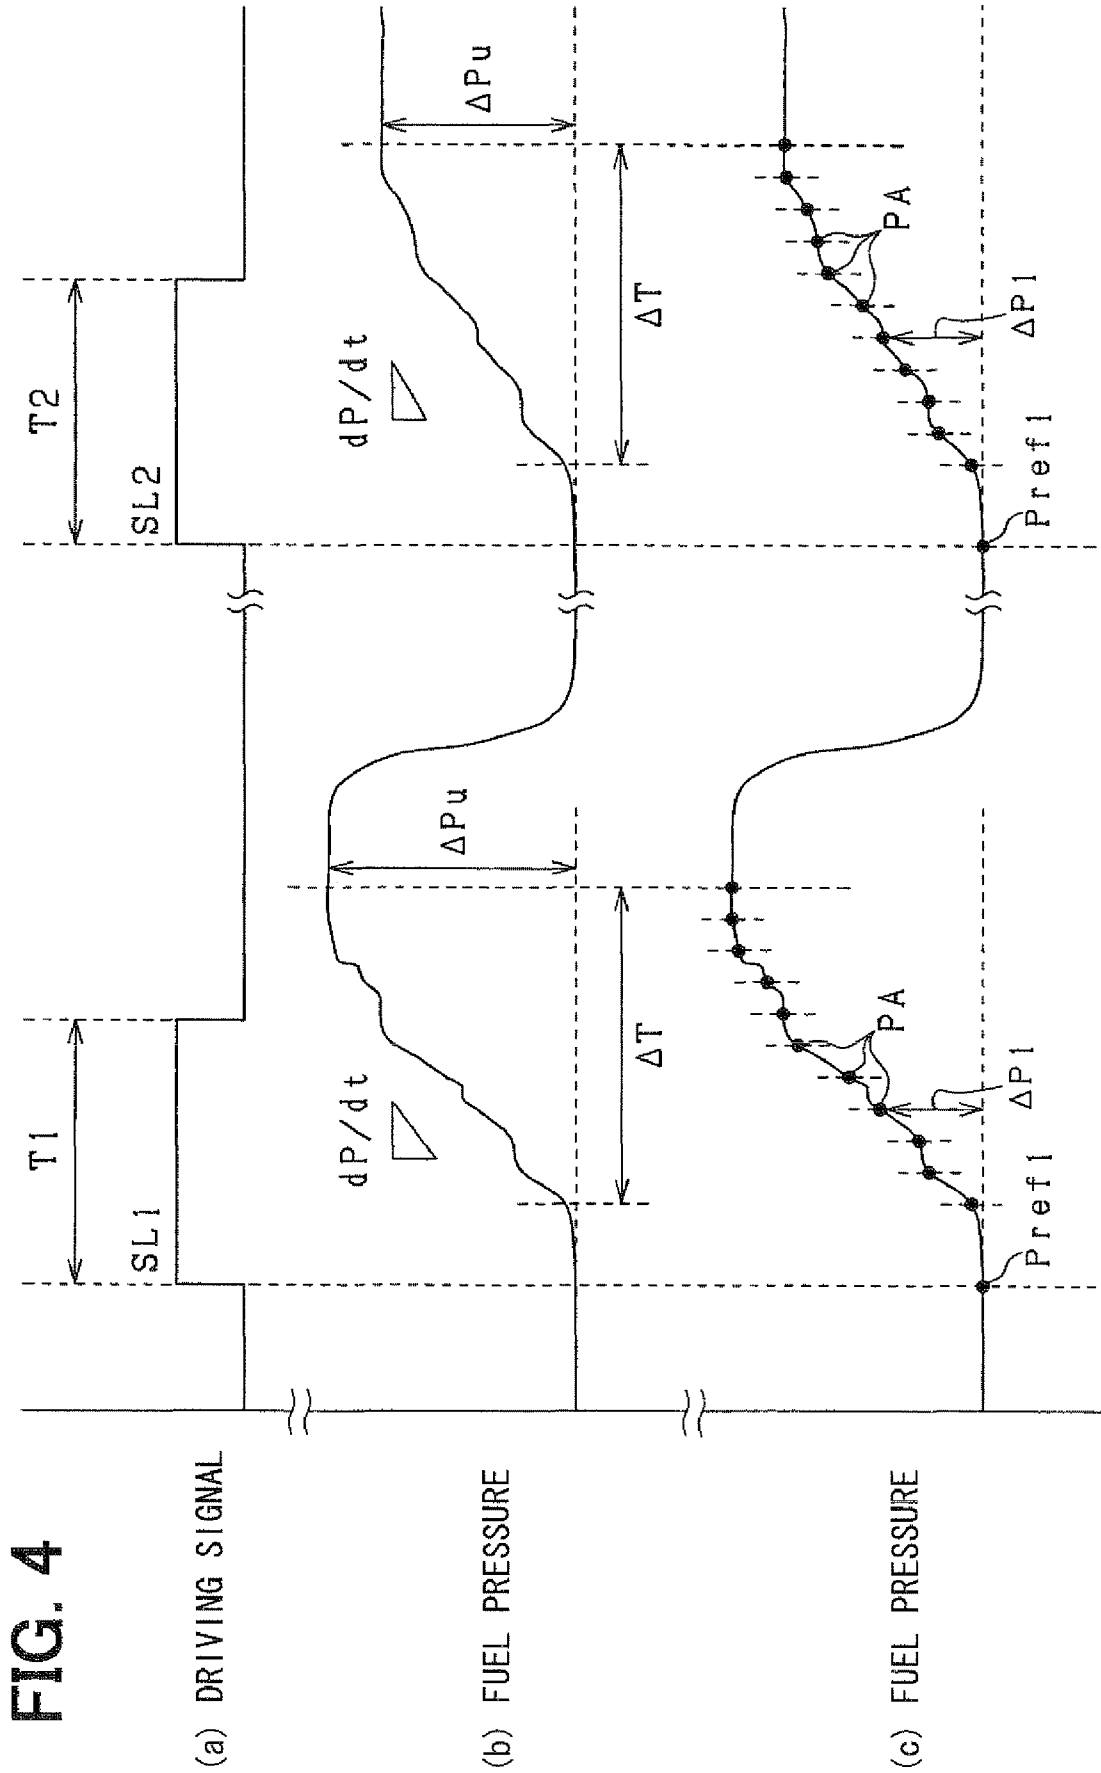 FIG. 4
(a) DRIVING SIGNAL
T1
SL1
T2
SL2
(b) FUEL PRESSURE
dP/dt
ΔPu
ΔT
dP/dt
ΔPu
ΔT
(c) FUEL PRESSURE
Pref1
ΔP1
PA
Pref1
ΔP1
PA